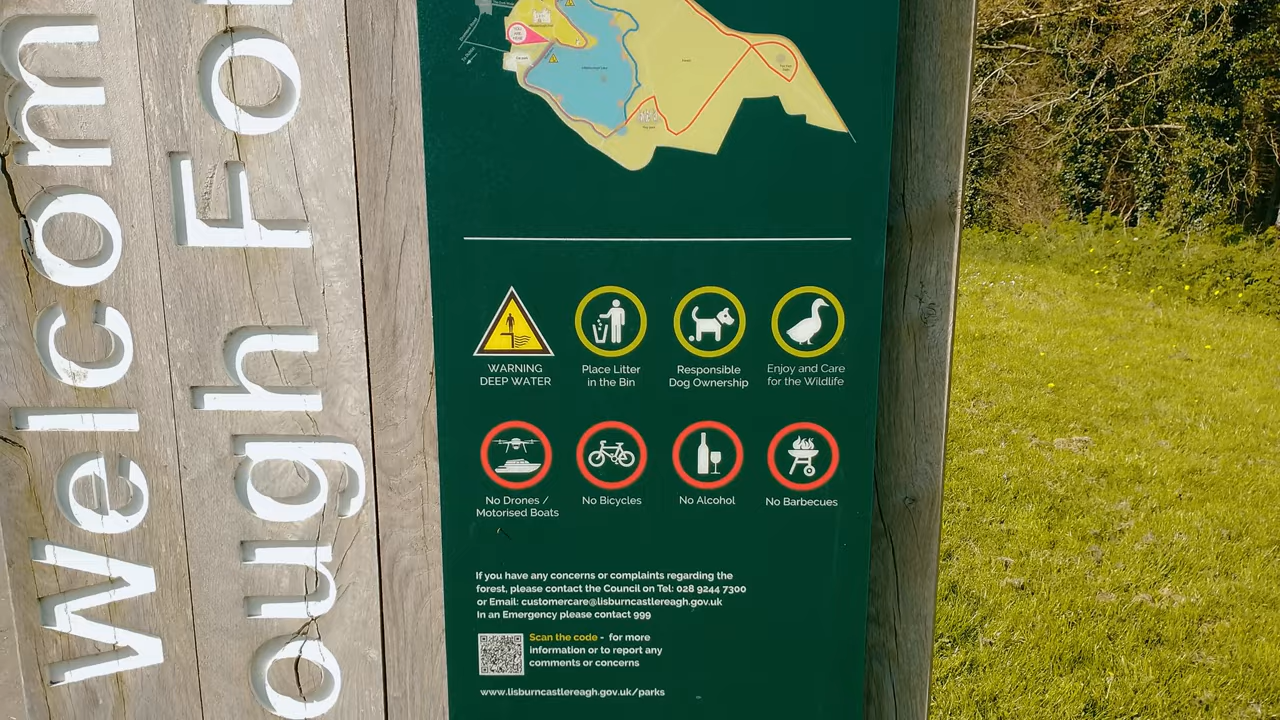 Welcom
ough For
WARNING
DEEP WATER
Place Litter
in the Bin
Responsible
Dog Ownership
Enjoy and Care
for the Wildlife
No Drones /
Motorised Boats
No Bicycles
No Alcohol
No Barbecues
If you have any concerns or complaints regarding the
forest, please contact the Council on Tel: 028 9244 7300
or Email: customercare@lisburncastlereagh.gov.uk
In an Emergency please contact 999
Scan the code - for more
information or to report any
comments or concerns
www.lisburncastlereagh.gov.uk/parks